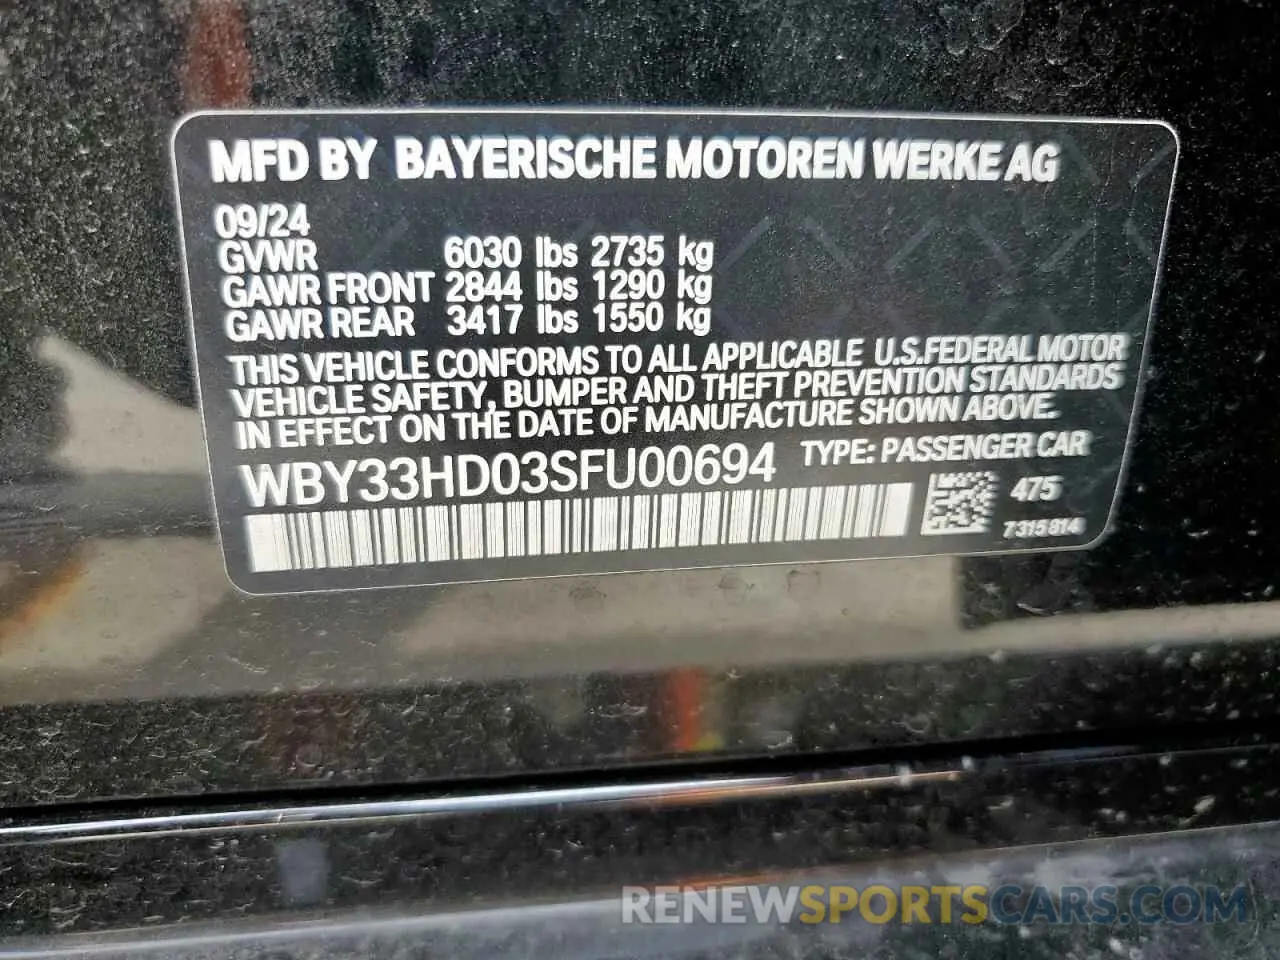 MFD BY BAYERISCHE MOTOREN WERKE AG
09/24
GVWR 6030 lbs 2735 kg
GAWR FRONT 2844 lbs 1290 kg
GAWR REAR 3417 lbs 1550 kg
THIS VEHICLE CONFORMS TO ALL APPLICABLE U.S.FEDERAL MOTOR
VEHICLE SAFETY, BUMPER AND THEFT PREVENTION STANDARDS
IN EFFECT ON THE DATE OF MANUFACTURE SHOWN ABOVE.
WBY33HD03SFU00694 TYPE: PASSENGER CAR
475
7315814
RENEWSPORTSCARS.COM